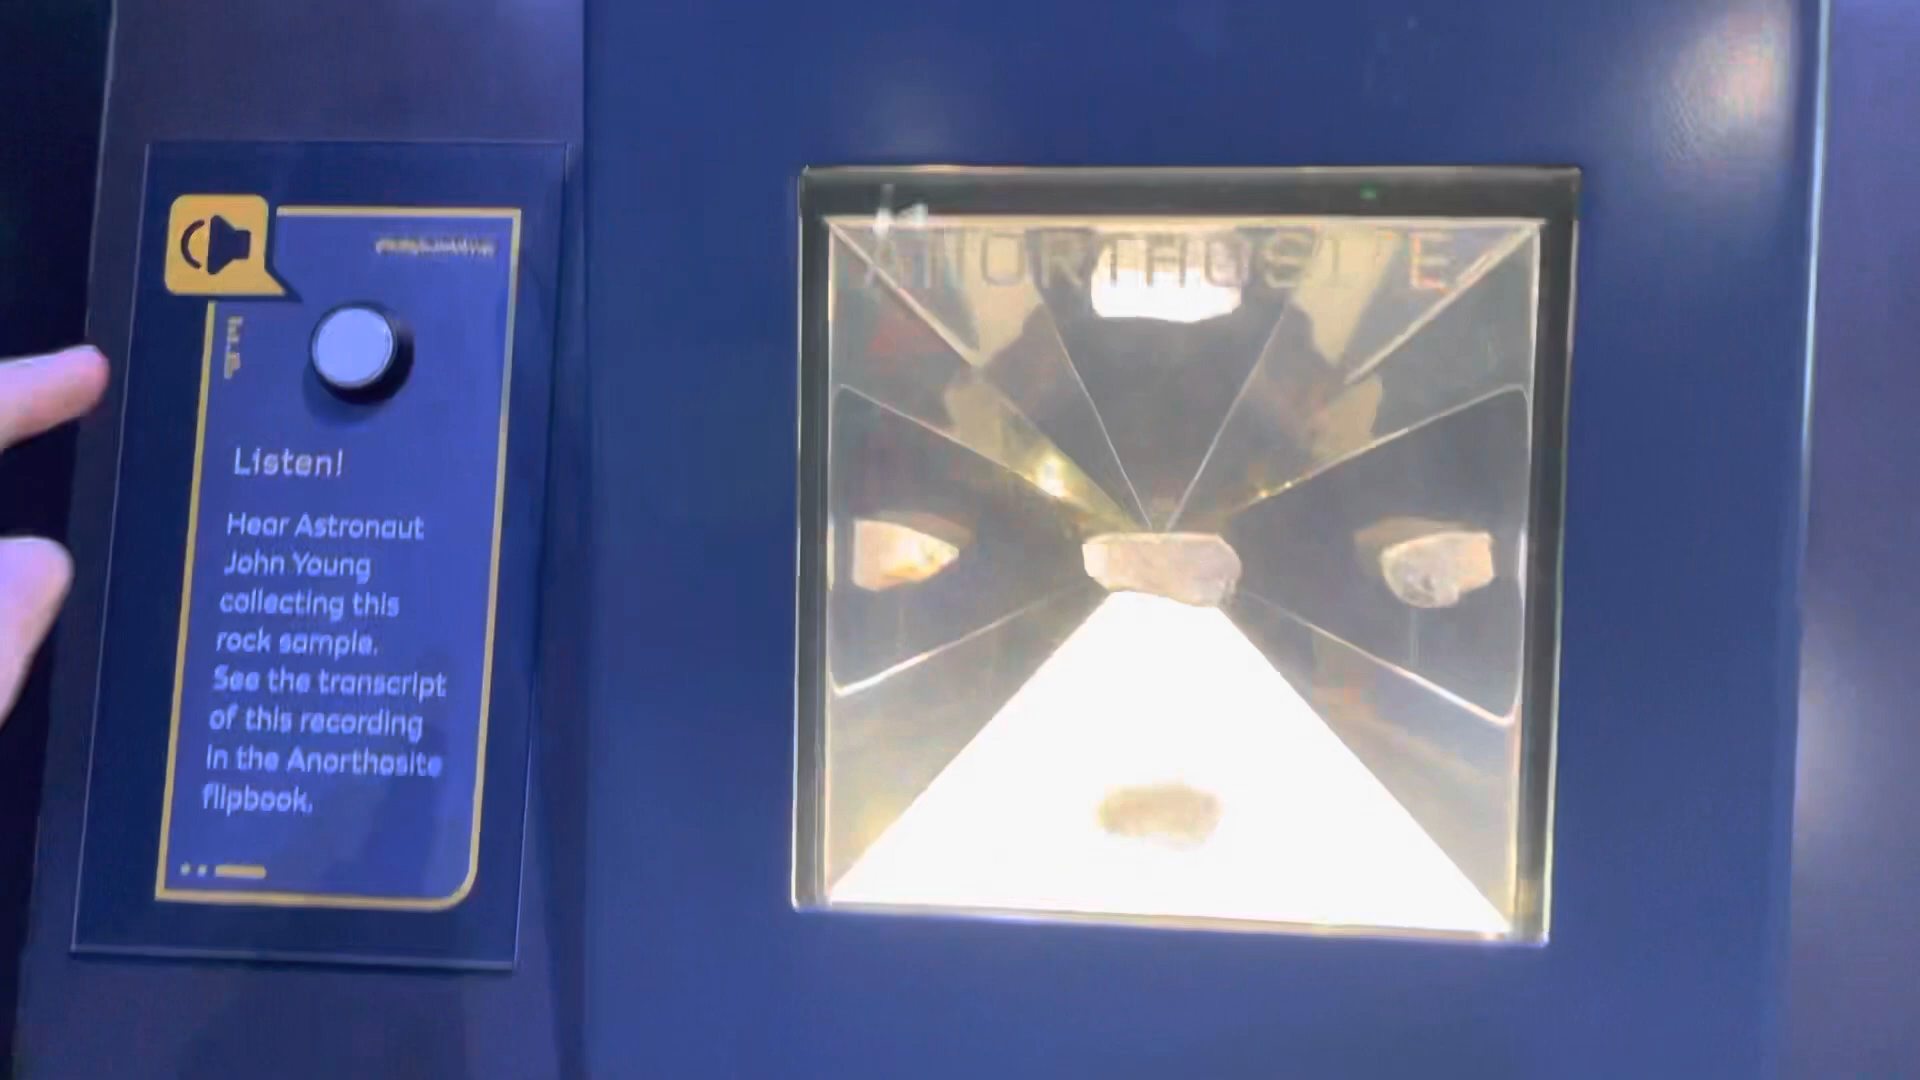 Listen!
Hear Astronaut
John Young
collecting this
rock sample.
See the transcript
of this recording
in the Anorthosite
flipbook.
ANORTHOSITE